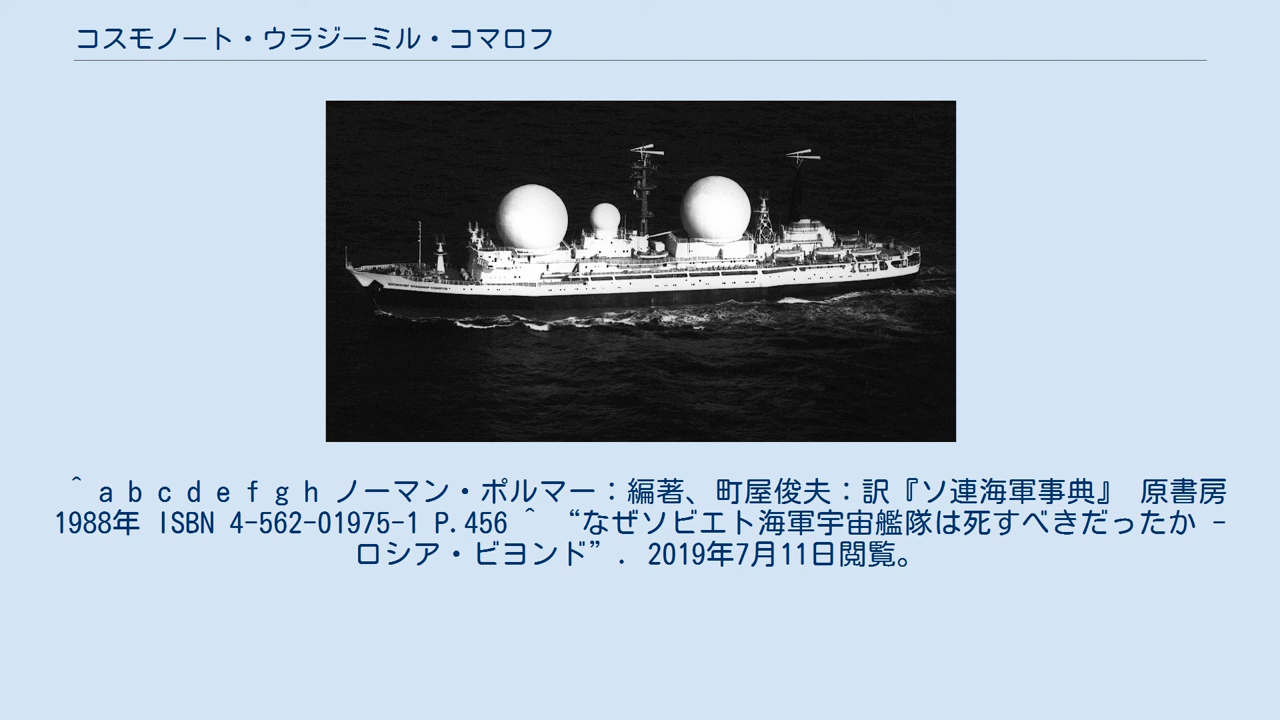 コスモノート・ウラジーミル・コマロフ
^ a b c d e f g h ノーマン・ポルマー：編著、町屋俊夫：訳『ソ連海軍事典』 原書房
1988年 ISBN 4-562-01975-1 P.456 ^ “なぜソビエト海軍宇宙艦隊は死すべきだったか -
ロシア・ビヨンド”. 2019年7月11日閲覧。